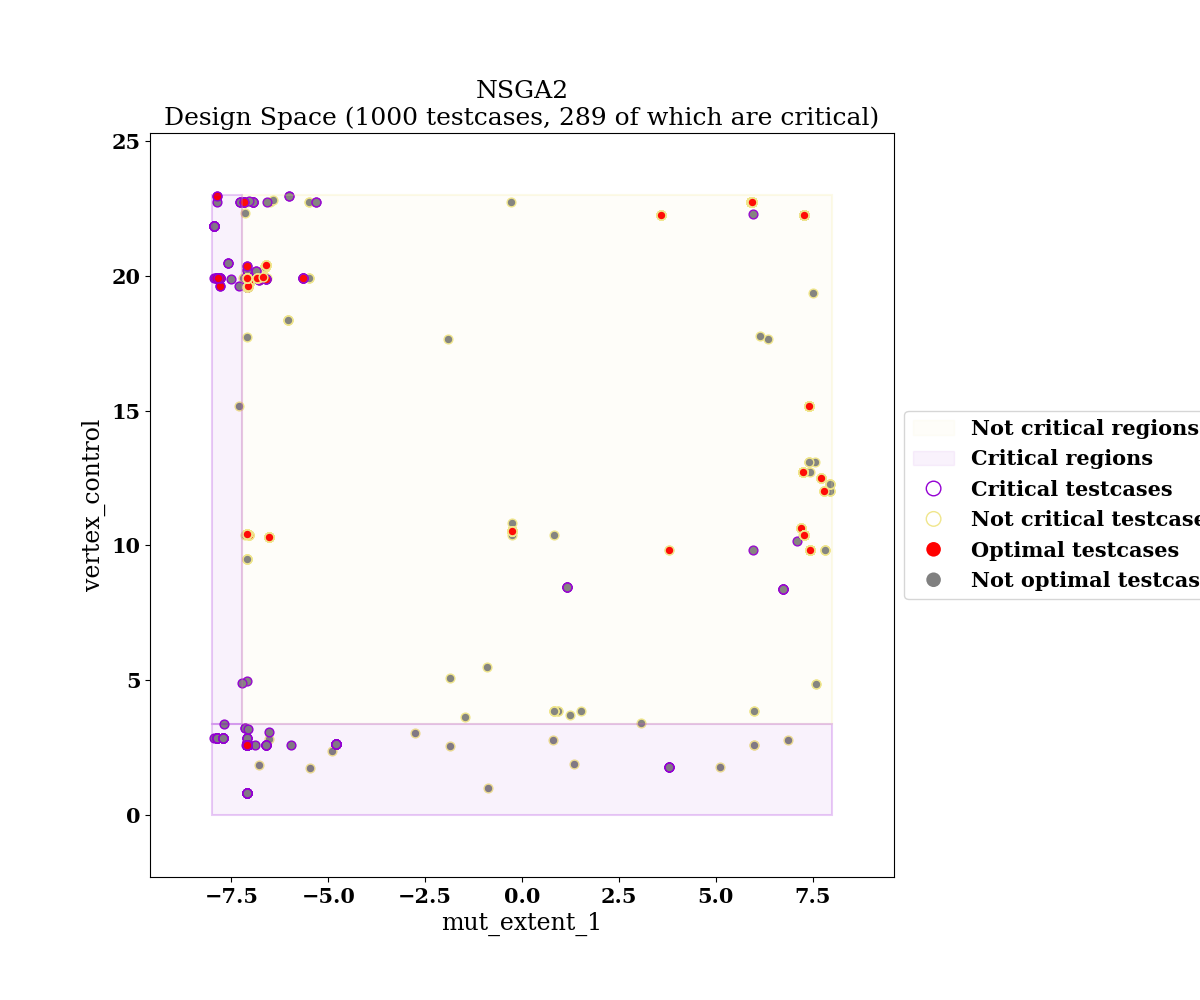 NSGA2
Design Space (1000 testcases, 289 of which are critical)
25
20
15
10
5
0
vertex_control
−7.5
−5.0
−2.5
0.0
2.5
5.0
7.5
mut_extent_1
Not critical regions
Critical regions
Critical testcases
Not critical testcase
Optimal testcases
Not optimal testcas